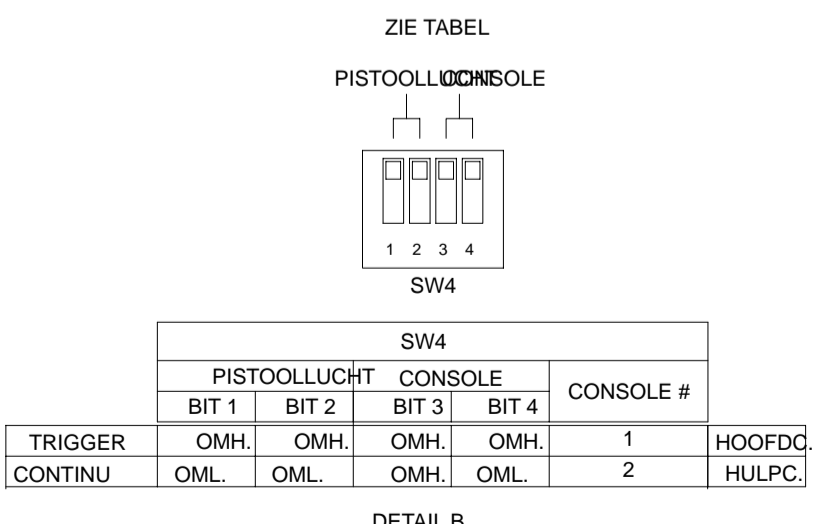 ZIE TABEL
PISTOOLLUCHT CONSOLE
1 2 3 4
SW4
SW4
PISTOOLLUCHT CONSOLE CONSOLE #
BIT 1 BIT 2 BIT 3 BIT 4
TRIGGER OMH. OMH. OMH. OMH. 1 HOOFDC.
CONTINU OML. OML. OMH. OML. 2 HULPC.
DETAIL B